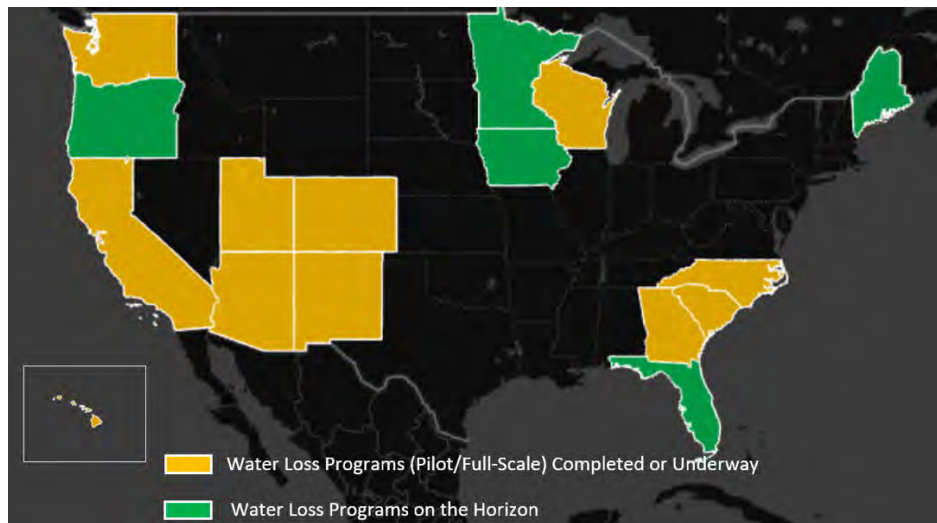 Water Loss Programs (Pilot/Full-Scale) Completed or Underway
Water Loss Programs on the Horizon